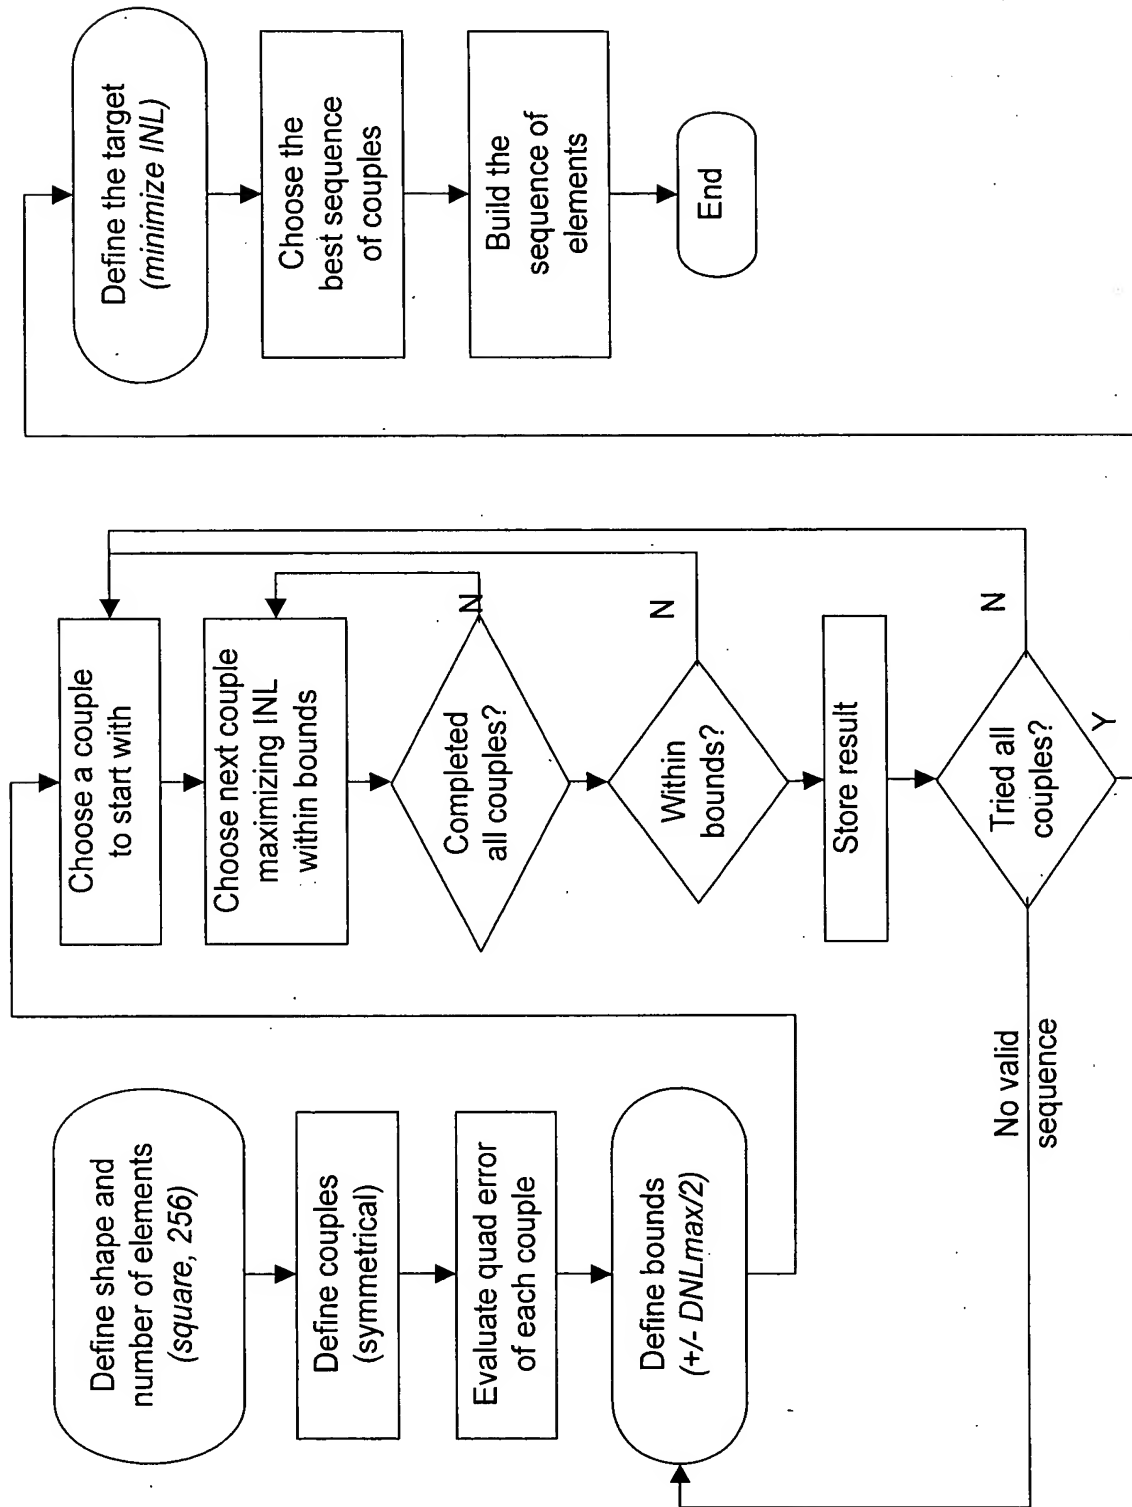 Define shape and
number of elements
(square, 256)
Define couples
(symmetrical)
Evaluate quad error
of each couple
Define bounds
(+/- DNLmax/2)
No valid
sequence
Choose a couple
to start with
Choose next couple
maximizing INL
within bounds
Completed
all couples?
N
Within
bounds?
N
Store result
Tried all
couples?
N
Y
Define the target
(minimize INL)
Choose the
best sequence
of couples
Build the
sequence of
elements
End